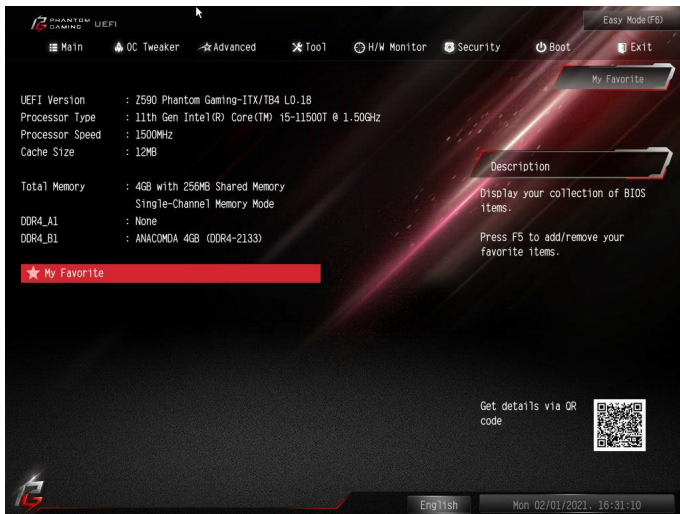 PHANTOM GAMING UEFI
Easy Mode(F6)
Main OC Tweaker Advanced Tool H/W Monitor Security Boot Exit
My Favorite
UEFI Version : Z590 Phantom Gaming-ITX/TB4 L0.18
Processor Type : 11th Gen Intel(R) Core(TM) i5-11500T @ 1.50GHz
Processor Speed : 1500MHz
Cache Size : 12MB
Total Memory : 4GB with 256MB Shared Memory
Single-Channel Memory Mode
DDR4_A1 : None
DDR4_B1 : ANACOMDA 4GB (DDR4-2133)
My Favorite
Description
Display your collection of BIOS
items.
Press F5 to add/remove your
favorite items.
Get details via QR
code
English
Mon 02/01/2021, 16:31:10